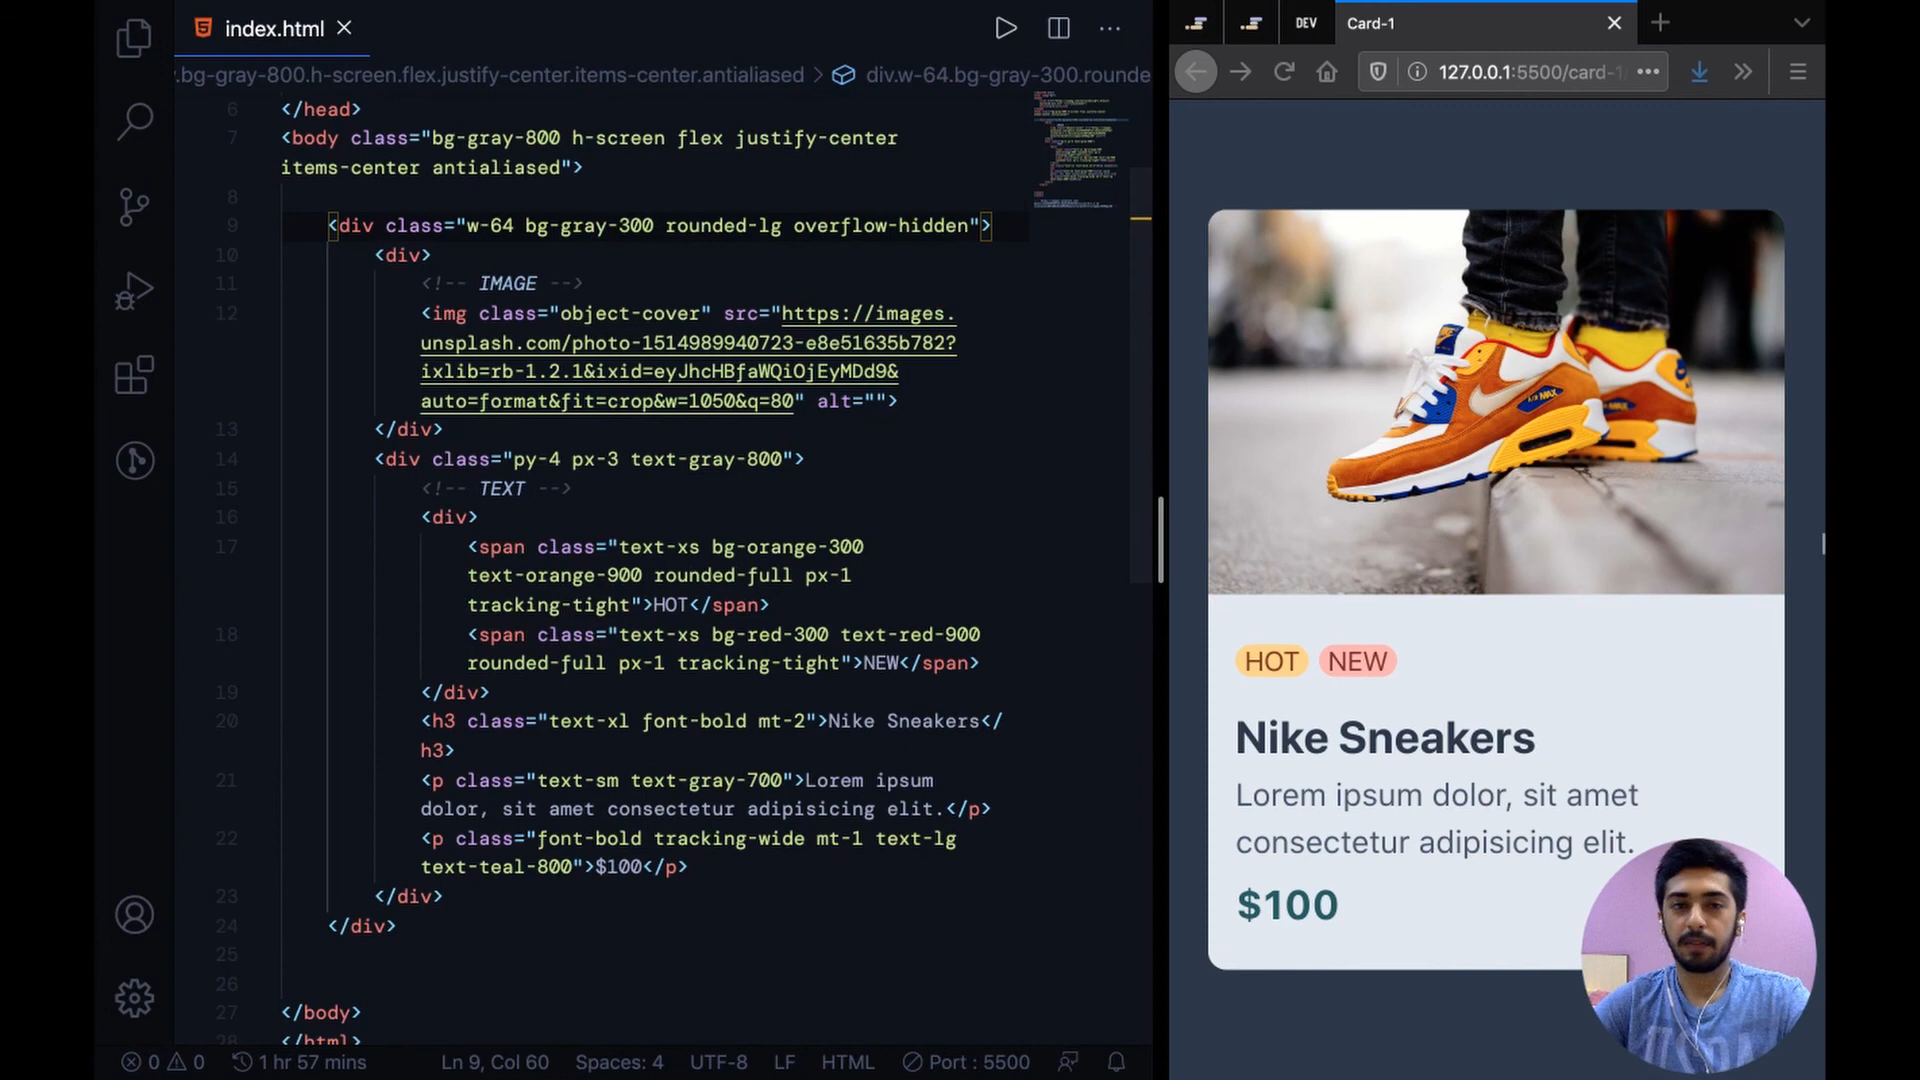 index.html
.bg-gray-800.h-screen.flex.justify-center.items-center.antialiased > div.w-64.bg-gray-300.rounde
6 </head>
7 <body class="bg-gray-800 h-screen flex justify-center
items-center antialiased">
8
9 <div class="w-64 bg-gray-300 rounded-lg overflow-hidden">
10 <div>
11 <!-- IMAGE -->
12 <img class="object-cover" src="https://images.
unsplash.com/photo-1514989940723-e8e51635b782?
ixlib=rb-1.2.1&ixid=eyJhcHBfaWQiOjEyMDd9&
auto=format&fit=crop&w=1050&q=80" alt="">
13 </div>
14 <div class="py-4 px-3 text-gray-800">
15 <!-- TEXT -->
16 <div>
17 <span class="text-xs bg-orange-300
text-orange-900 rounded-full px-1
tracking-tight">HOT</span>
18 <span class="text-xs bg-red-300 text-red-900
rounded-full px-1 tracking-tight">NEW</span>
19 </div>
20 <h3 class="text-xl font-bold mt-2">Nike Sneakers</
h3>
21 <p class="text-sm text-gray-700">Lorem ipsum
dolor, sit amet consectetur adipisicing elit.</p>
22 <p class="font-bold tracking-wide mt-1 text-lg
text-teal-800">$100</p>
23 </div>
24 </div>
25
26
27 </body>
28 </html>
0 0 1 hr 57 mins Ln 9, Col 60 Spaces: 4 UTF-8 LF HTML Port : 5500
DEV Card-1
127.0.0.1:5500/card-1
AIR MAX
HOT NEW
Nike Sneakers
Lorem ipsum dolor, sit amet
consectetur adipisicing elit.
$100